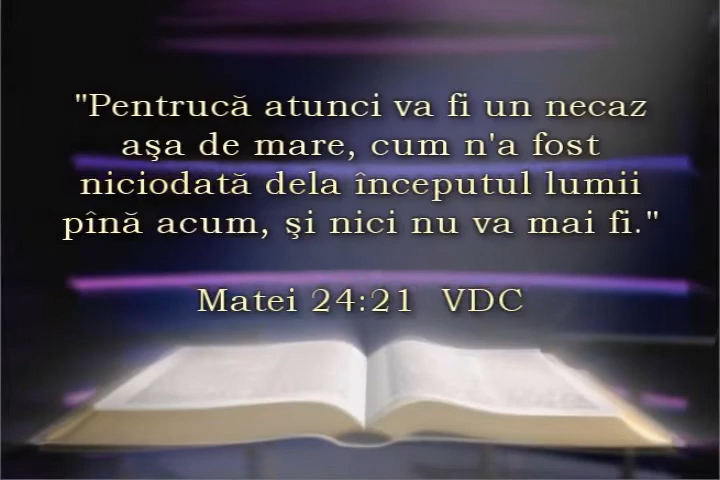 "Pentrucă atunci va fi un necaz
aşa de mare, cum n'a fost
niciodată dela începutul lumii
pînă acum, şi nici nu va mai fi."
Matei 24:21 VDC